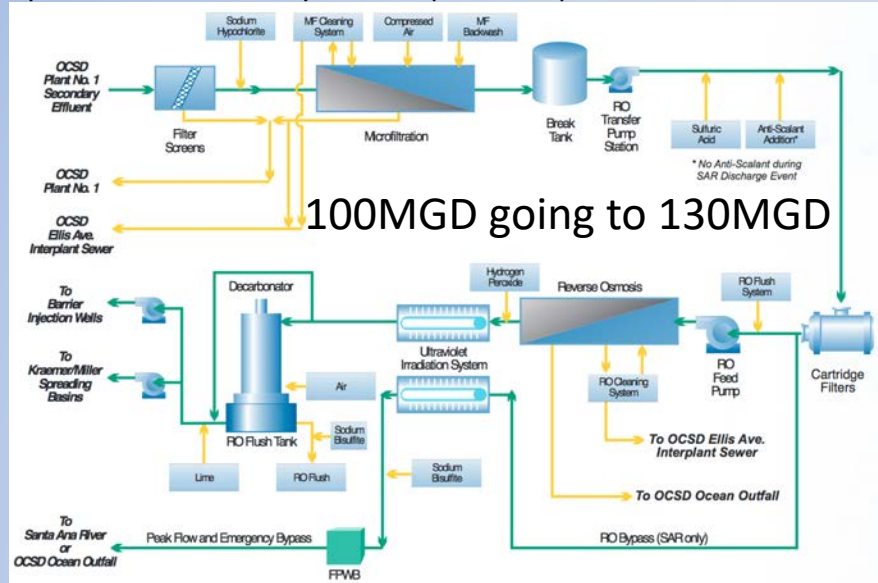 Sodium
Hypochlorite
MF Cleaning
System
Compressed
Air
MF
Backwash
OCSD
Plant No. 1
Secondary
Effluent
Filter
Screens
Microfiltration
Break
Tank
RO
Transfer
Pump
Station
Sulfuric
Acid
Anti-Scalant
Addition*
* No Anti-Scalant during
SAR Discharge Event
OCSD
Plant No. 1
OCSD
Ellis Ave.
Interplant Sewer
100MGD going to 130MGD
To
Barrier
Injection Wells
Decarbonator
Hydrogen
Peroxide
Reverse Osmosis
RO Flush
System
Ultraviolet
Irradiation System
RO
Feed
Pump
Cartridge
Filters
To
Kraemer/Miller
Spreading
Basins
Air
RO Cleaning
System
RO Flush Tank
Sodium
Bisulfite
To OCSD Ellis Ave.
Interplant Sewer
Lime
RO Flush
Sodium
Bisulfite
To OCSD Ocean Outfall
To
Santa Ana River
or
OCSD Ocean Outfall
Peak Flow and Emergency Bypass
FPWB
RO Bypass (SAR only)